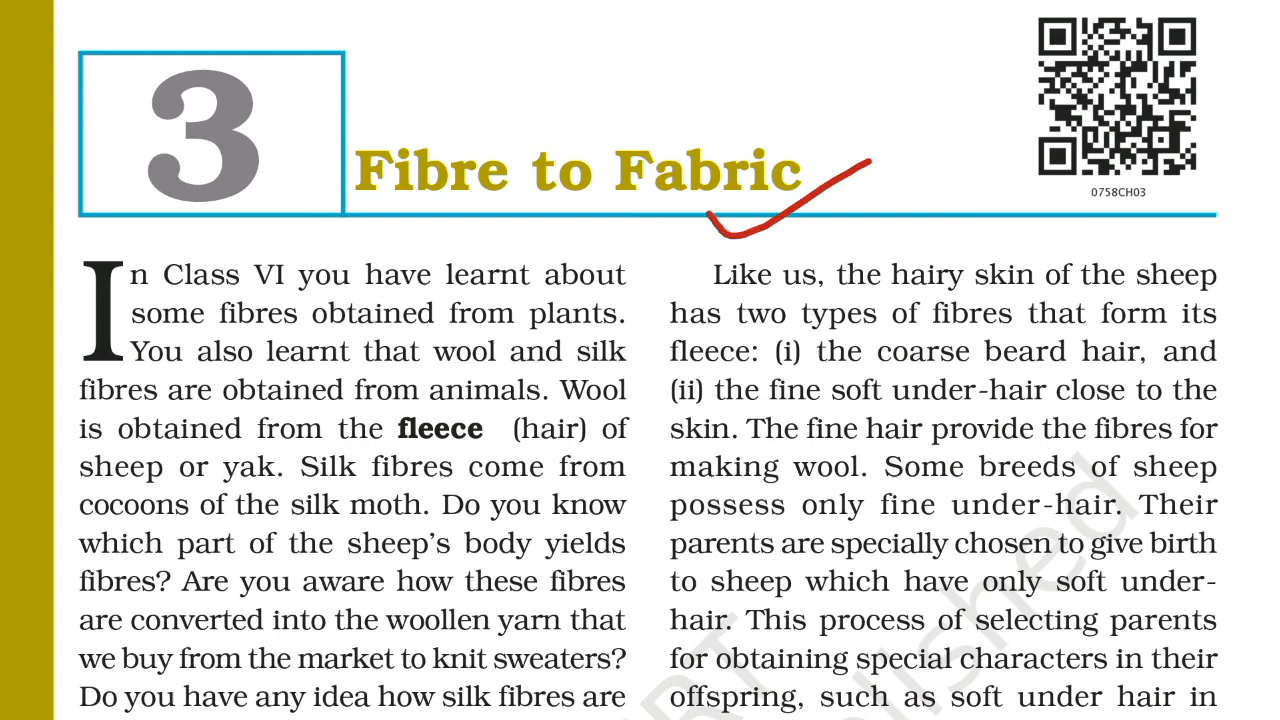 3
Fibre to Fabric
0758CH03
In Class VI you have learnt about
some fibres obtained from plants.
You also learnt that wool and silk
fibres are obtained from animals. Wool
is obtained from the fleece (hair) of
sheep or yak. Silk fibres come from
cocoons of the silk moth. Do you know
which part of the sheep's body yields
fibres? Are you aware how these fibres
are converted into the woollen yarn that
we buy from the market to knit sweaters?
Do you have any idea how silk fibres are
Like us, the hairy skin of the sheep
has two types of fibres that form its
fleece: (i) the coarse beard hair, and
(ii) the fine soft under-hair close to the
skin. The fine hair provide the fibres for
making wool. Some breeds of sheep
possess only fine under-hair. Their
parents are specially chosen to give birth
to sheep which have only soft under-
hair. This process of selecting parents
for obtaining special characters in their
offspring, such as soft under hair in